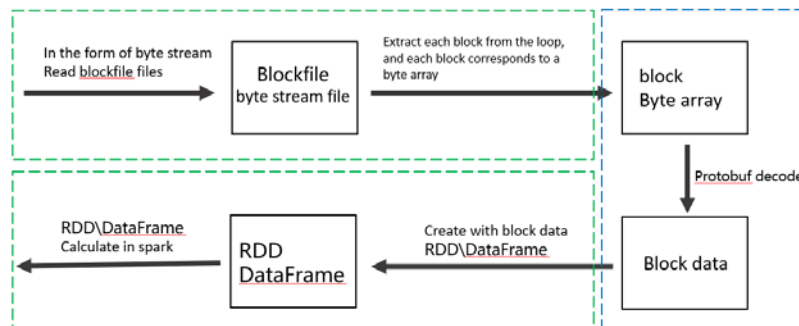 In the form of byte stream
Read blockfile files
Blockfile
byte stream file
Extract each block from the loop,
and each block corresponds to a
byte array
block
Byte array
Protobuf decode
Block data
Create with block data
RDD\DataFrame
RDD
DataFrame
RDD\DataFrame
Calculate in spark